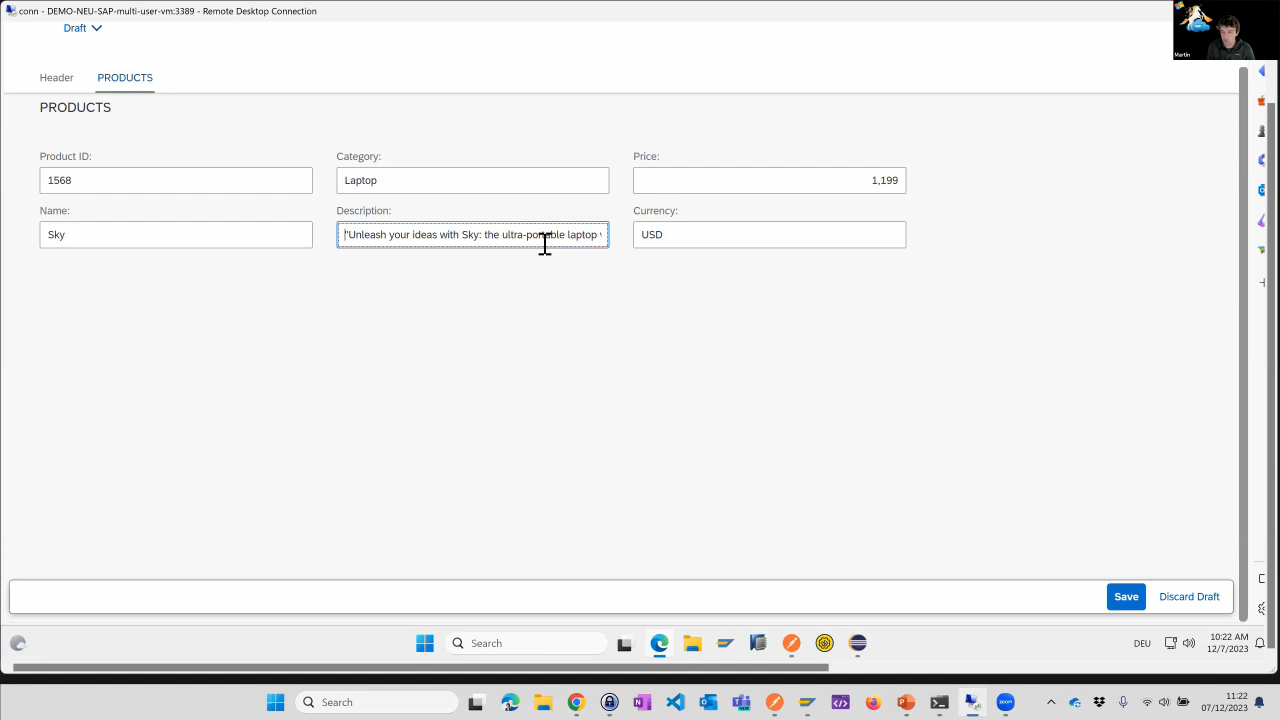 conn - DEMO-NEU-SAP-multi-user-vm:3389 - Remote Desktop Connection
Draft
Martin
Header PRODUCTS
PRODUCTS
Product ID: Category: Price:
1568 Laptop 1,199
Name: Description: Currency:
Sky "Unleash your ideas with Sky: the ultra-portable laptop USD
Save Discard Draft
Search DEU 10:22 AM
12/7/2023
Search 11:22
07/12/2023